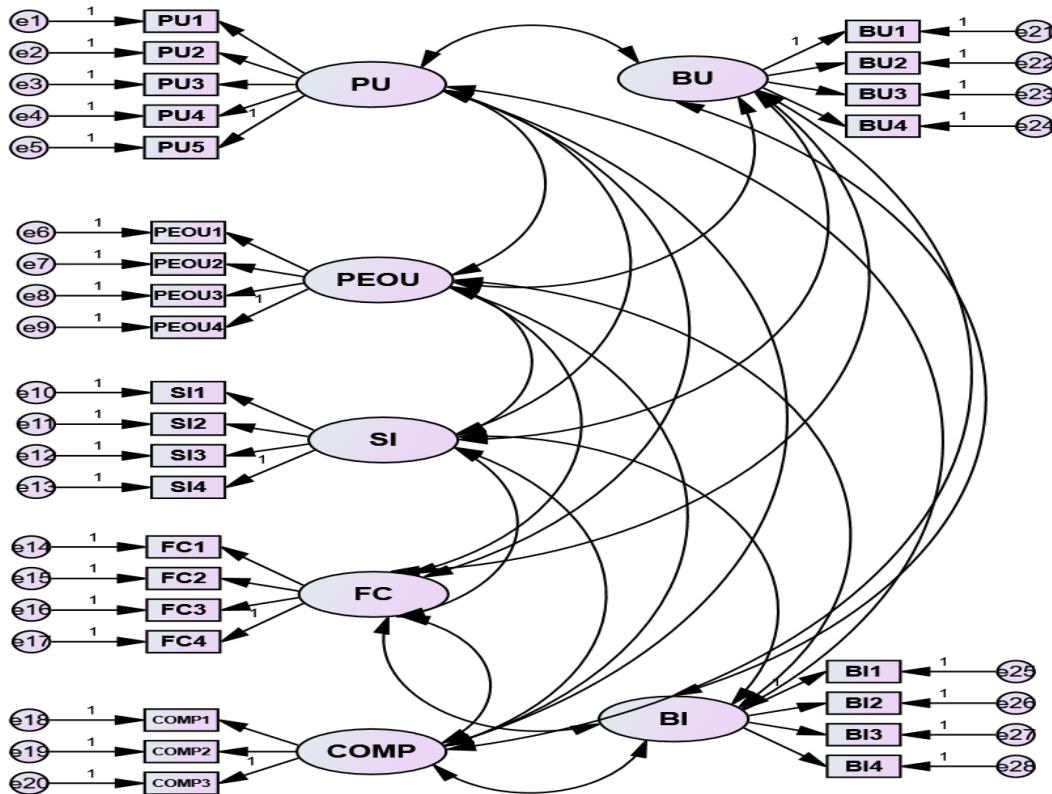 e1 1 PU1
e2 1 PU2
e3 1 PU3
e4 1 PU4 1
e5 1 PU5
PU
BU
1 BU1 1 e21
BU2 1 e22
BU3 1 e23
BU4 1 e24
e6 1 PEOU1
e7 1 PEOU2
e8 1 PEOU3 1
e9 1 PEOU4
PEOU
e10 1 SI1
e11 1 SI2
e12 1 SI3 1
e13 1 SI4
SI
e14 1 FC1
e15 1 FC2
e16 1 FC3 1
e17 1 FC4
FC
e18 1 COMP1
e19 1 COMP2
e20 1 COMP3 1
COMP
BI
1 BI1 1 e25
BI2 1 e26
BI3 1 e27
BI4 1 e28